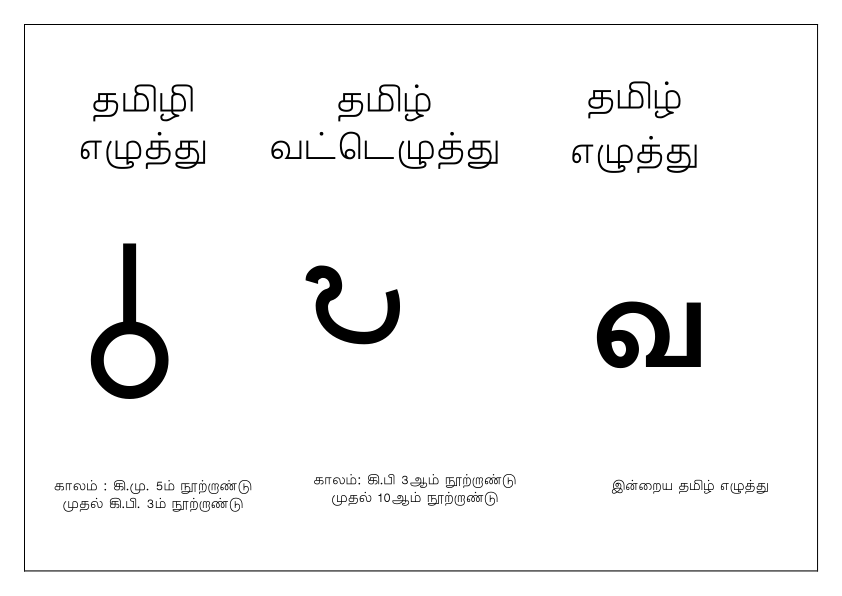 தமிழி
எழுத்து
தமிழ்
வட்டெழுத்து
தமிழ்
எழுத்து
𑀯
வ
காலம் : கி.மு. 5ம் நூற்றாண்டு
முதல் கி.பி. 3ம் நூற்றாண்டு
காலம்: கி.பி 3ஆம் நூற்றாண்டு
முதல் 10ஆம் நூற்றாண்டு
இன்றைய தமிழ் எழுத்து